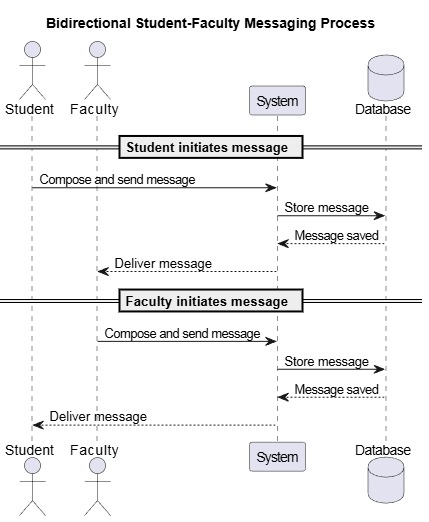 Bidirectional Student-Faculty Messaging Process
Student Faculty System Database
Student initiates message
Compose and send message
Store message
Message saved
Deliver message
Faculty initiates message
Compose and send message
Store message
Message saved
Deliver message
Student Faculty System Database